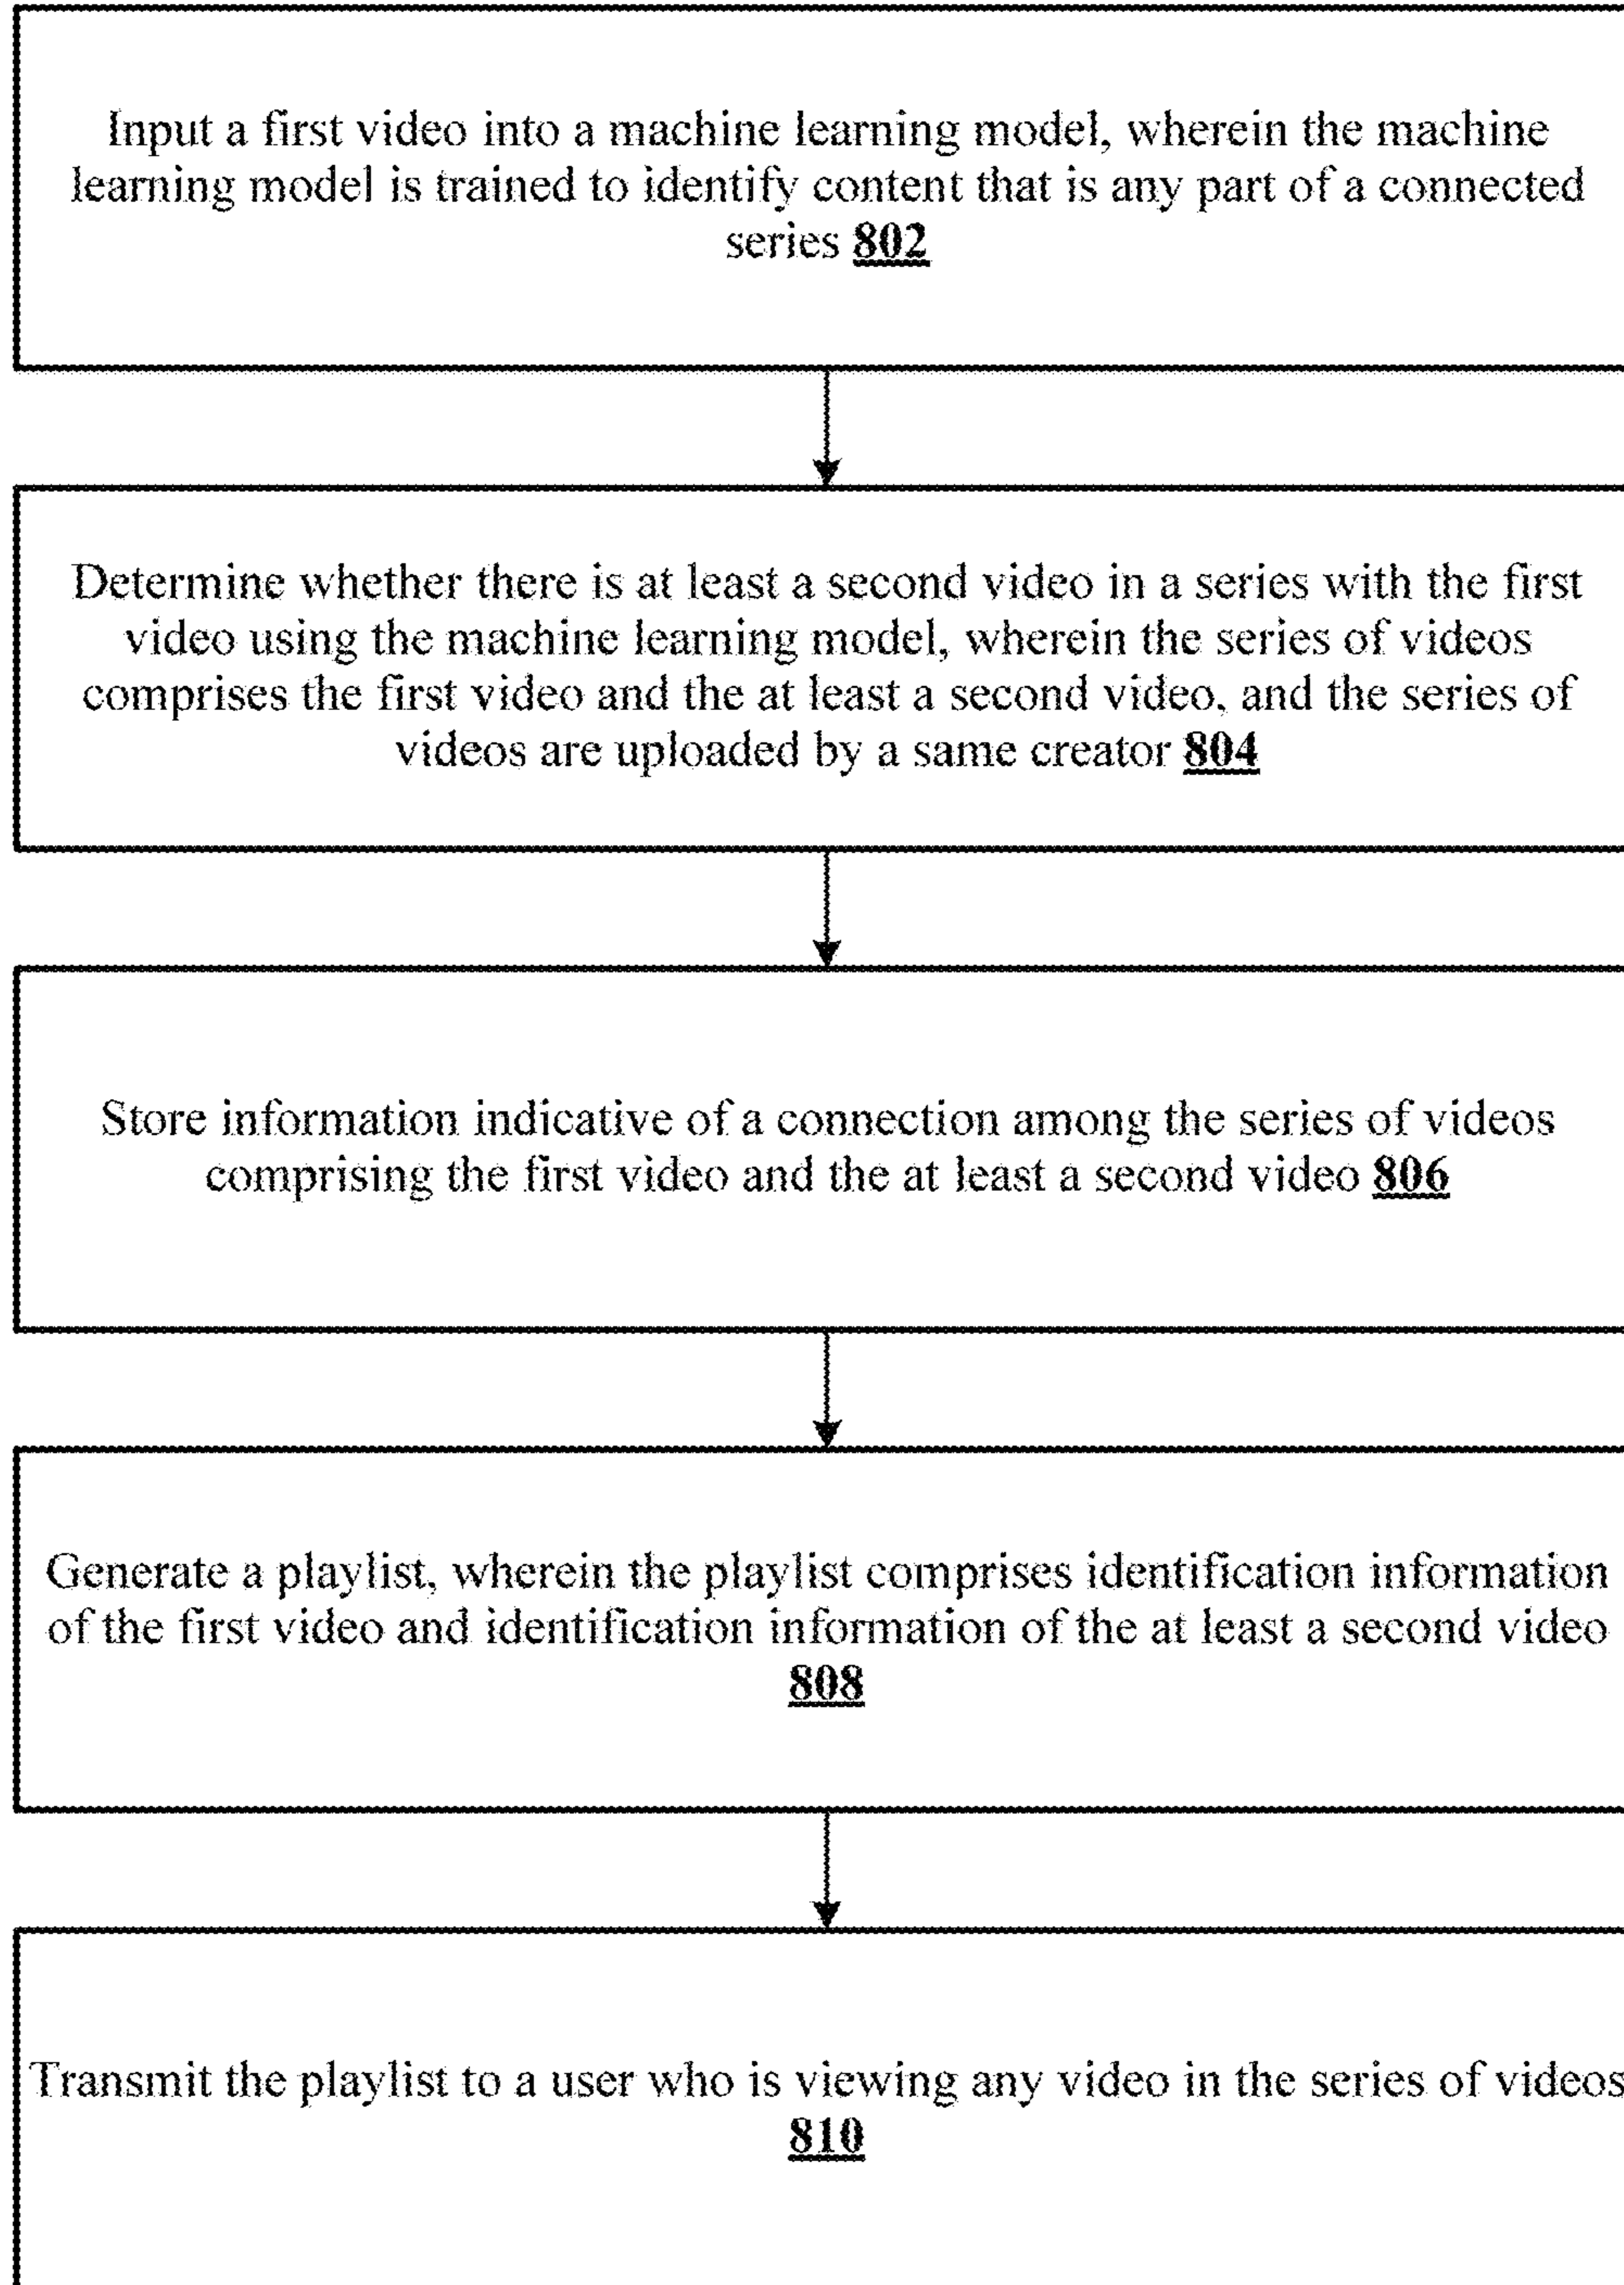 Input a first video into a machine learning model, wherein the machine
learning model is trained to identify content that is any part of a connected
series 802
Determine whether there is at least a second video in a series with the first
video using the machine learning model, wherein the series of videos
comprises the first video and the at least a second video, and the series of
videos are uploaded by a same creator 804
Store information indicative of a connection among the series of videos
comprising the first video and the at least a second video 806
Generate a playlist, wherein the playlist comprises identification information
of the first video and identification information of the at least a second video
808
Transmit the playlist to a user who is viewing any video in the series of videos
810